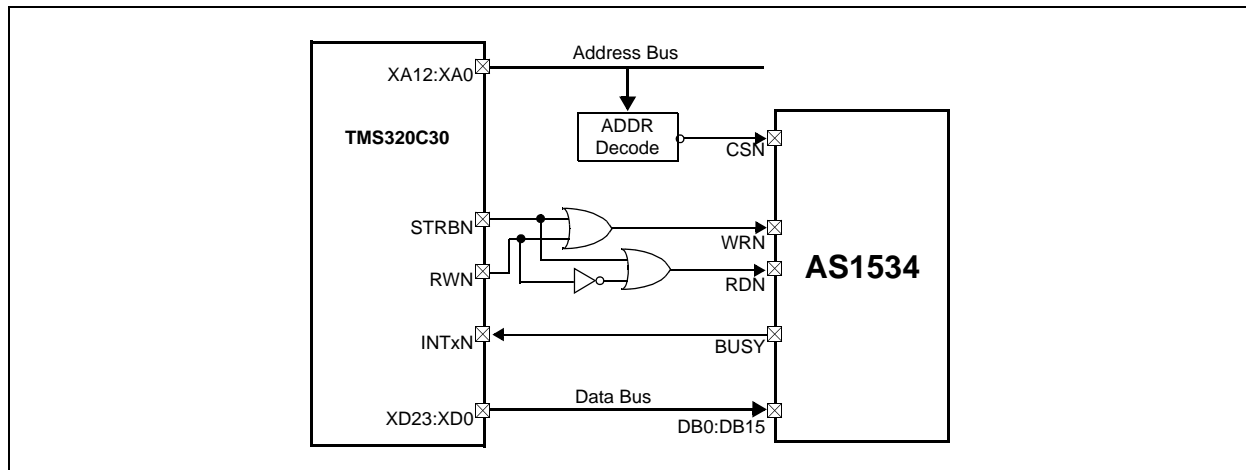 Address Bus
XA12:XA0
TMS320C30
ADDR
Decode
CSN
STRBN
WRN
AS1534
RWN
RDN
INTxN
BUSY
Data Bus
XD23:XD0
DB0:DB15